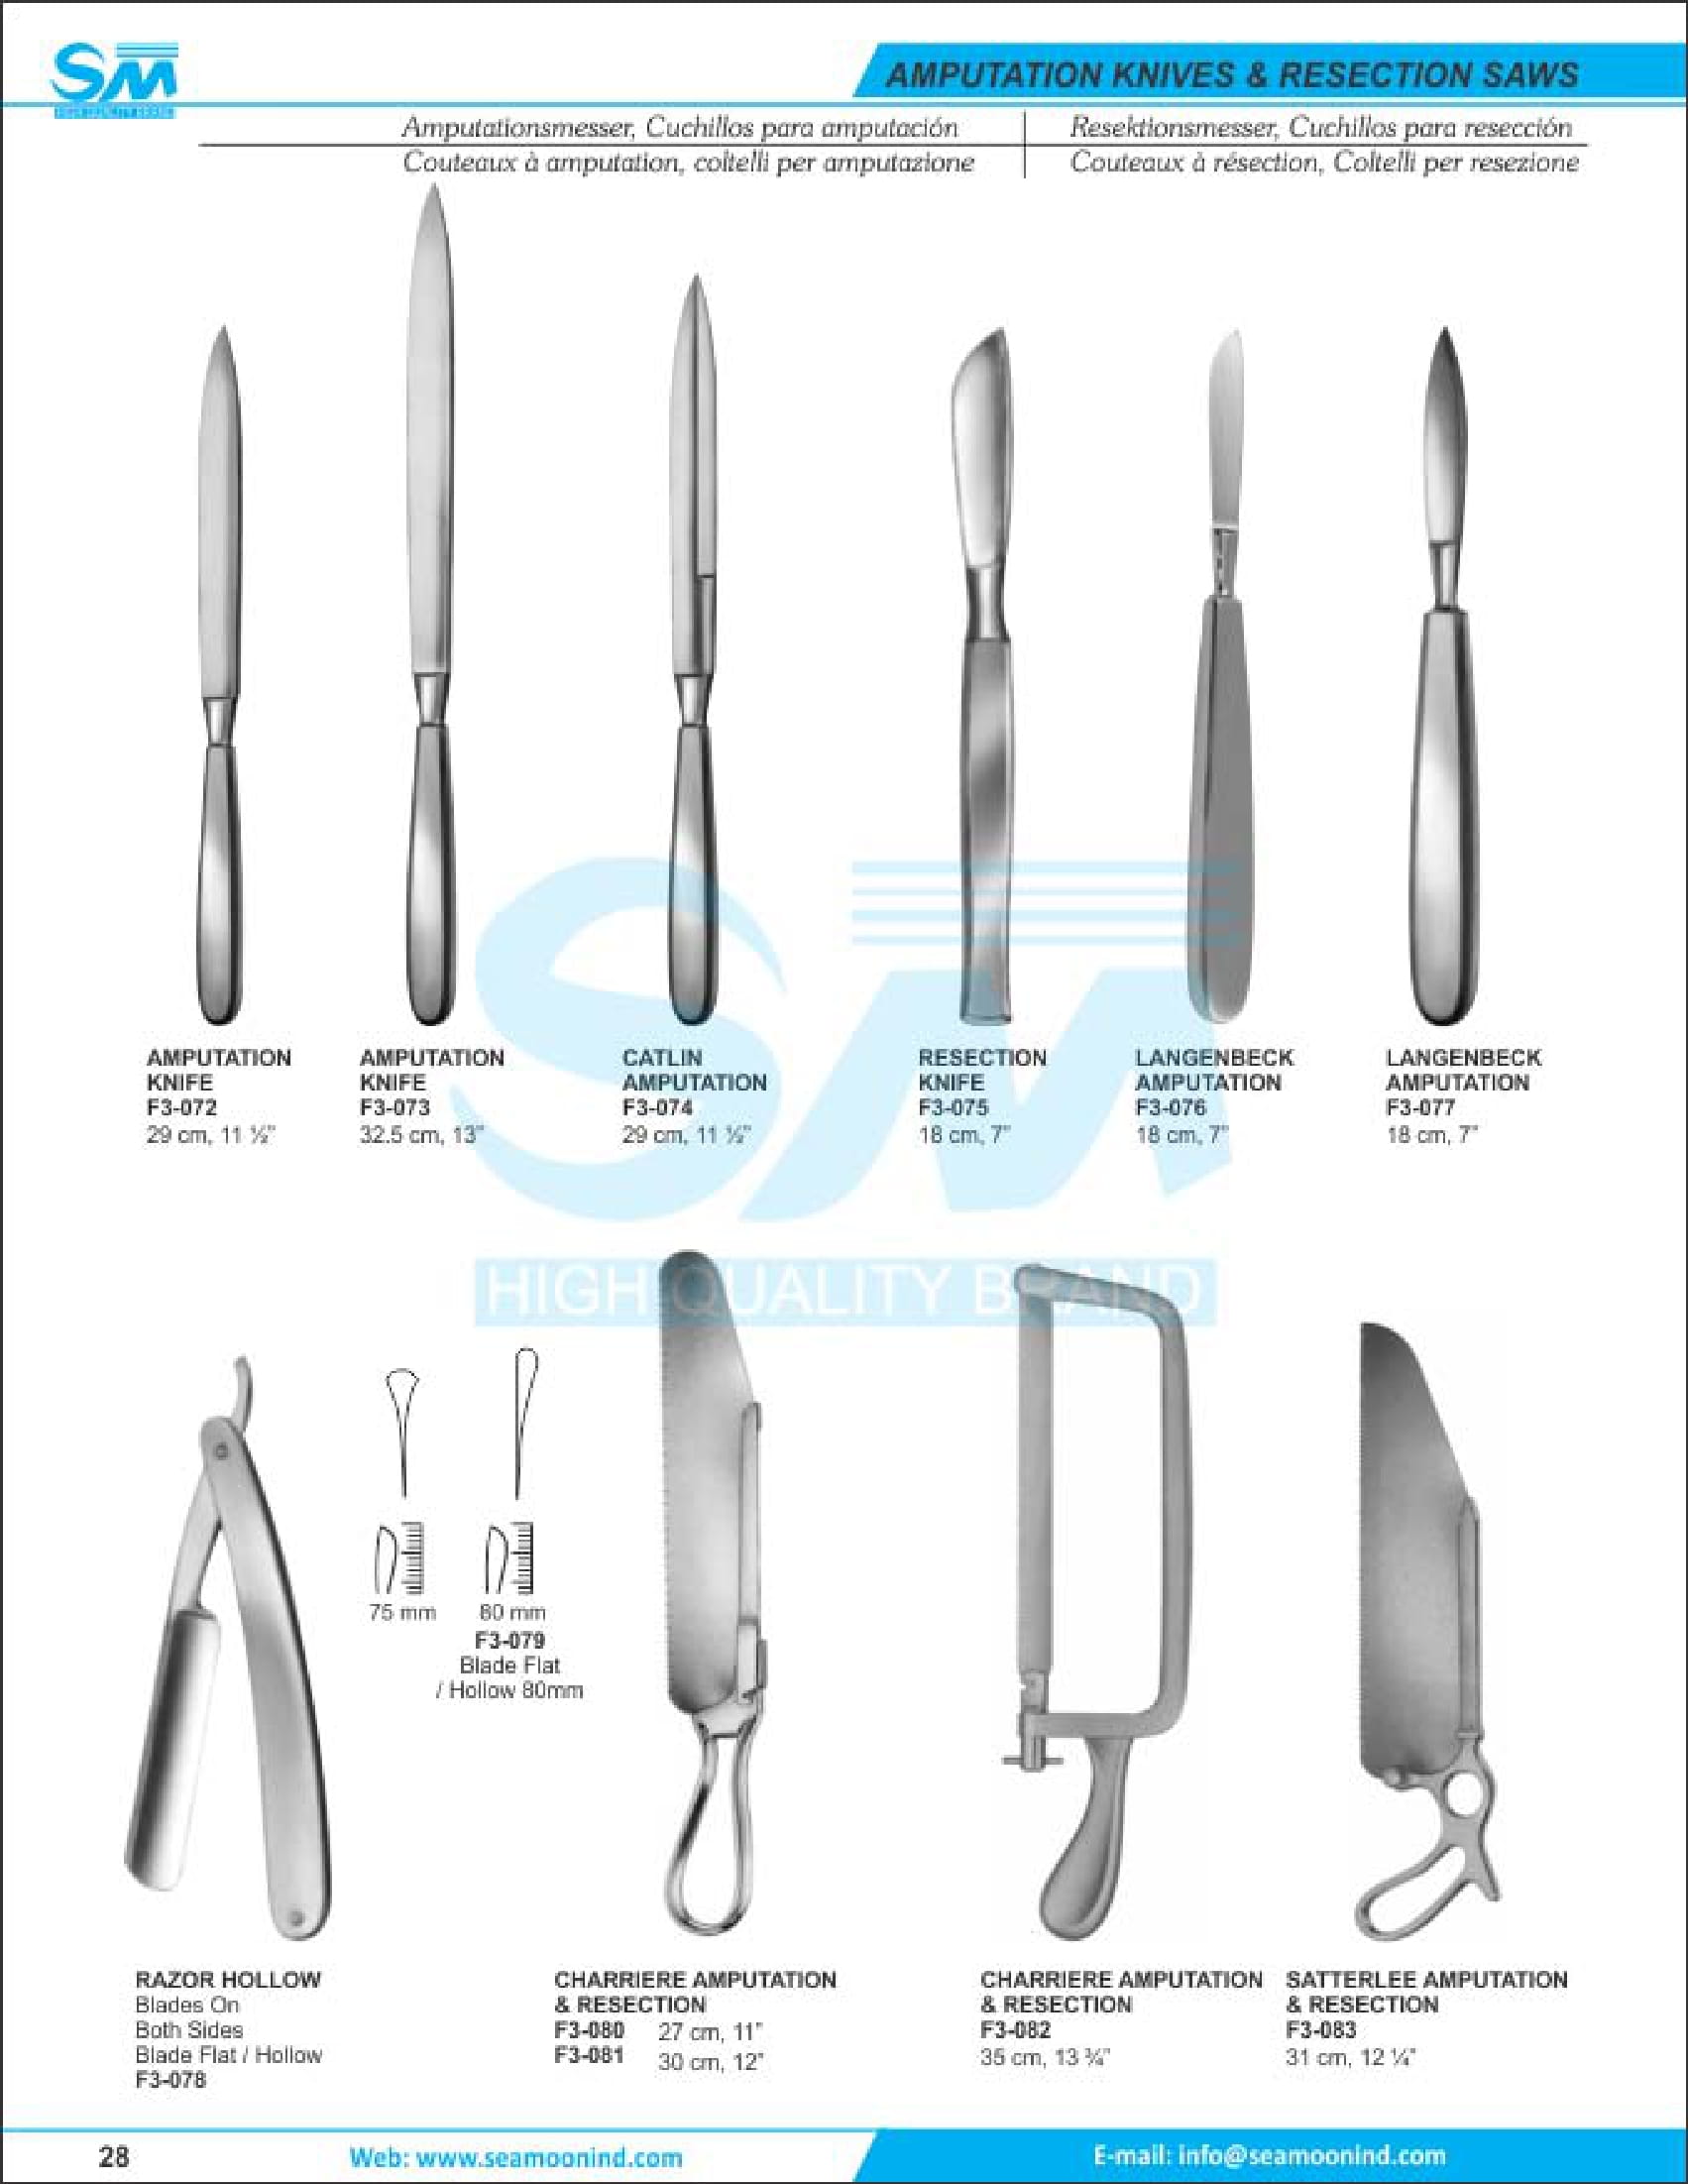 SM
HIGH QUALITY BRAND
AMPUTATION KNIVES & RESECTION SAWS
Amputationsmesser, Cuchillos para amputación
Couteaux à amputation, coltelli per amputazione
Resektionsmesser, Cuchillos para resección
Couteaux à résection, Coltelli per resezione
AMPUTATION
KNIFE
F3-072
29 cm, 11 ½"
AMPUTATION
KNIFE
F3-073
32.5 cm, 13"
CATLIN
AMPUTATION
F3-074
29 cm, 11 ½"
RESECTION
KNIFE
F3-075
18 cm, 7"
LANGENBECK
AMPUTATION
F3-076
18 cm, 7"
LANGENBECK
AMPUTATION
F3-077
18 cm, 7"
SM
HIGH QUALITY BRAND
75 mm
80 mm
F3-079
Blade Flat
/ Hollow 80mm
RAZOR HOLLOW
Blades On
Both Sides
Blade Flat / Hollow
F3-078
CHARRIERE AMPUTATION
& RESECTION
F3-080 27 cm, 11"
F3-081 30 cm, 12"
CHARRIERE AMPUTATION
& RESECTION
F3-082
35 cm, 13 ¾"
SATTERLEE AMPUTATION
& RESECTION
F3-083
31 cm, 12 ¼"
28
Web: www.seamoonind.com
E-mail: info@seamoonind.com